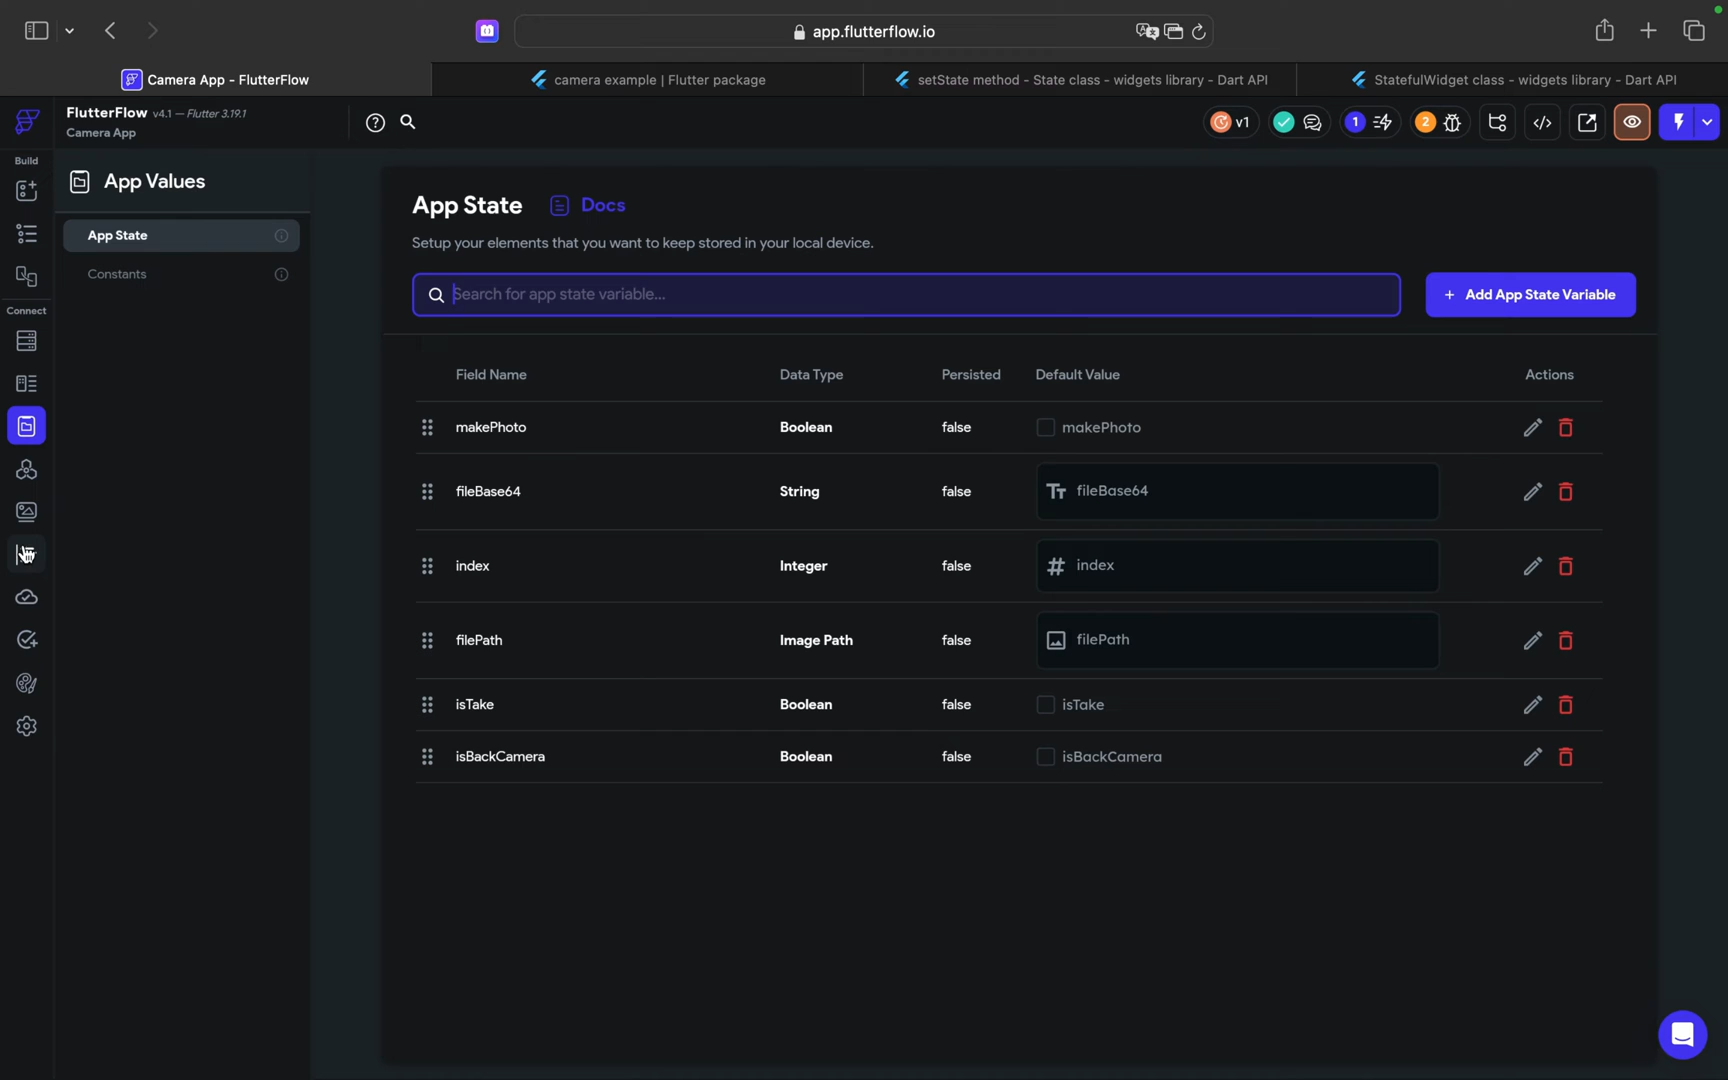 app.flutterflow.io
Camera App - FlutterFlow
camera example | Flutter package
setState method - State class - widgets library - Dart API
StatefulWidget class - widgets library - Dart API
FlutterFlow v4.1 — Flutter 3.19.1
Camera App
v1
1
2
Build
Connect
App Values
App State
Constants
App State
Docs
Setup your elements that you want to keep stored in your local device.
Search for app state variable...
+ Add App State Variable
Field Name Data Type Persisted Default Value Actions
makePhoto Boolean false makePhoto
fileBase64 String false Tт fileBase64
index Integer false # index
filePath Image Path false filePath
isTake Boolean false isTake
isBackCamera Boolean false isBackCamera